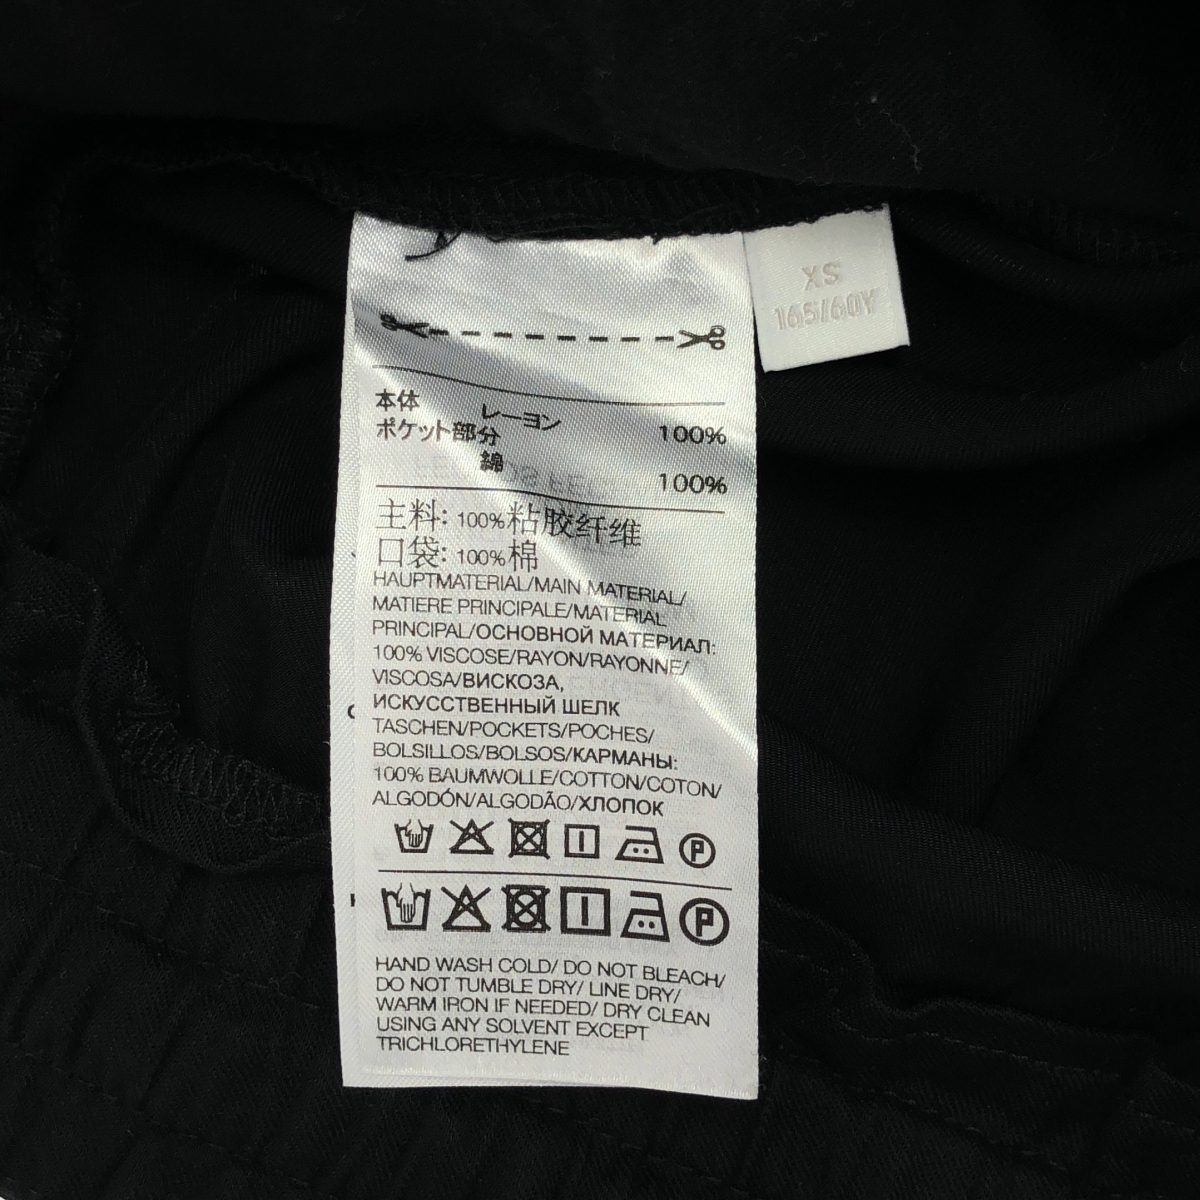 XS
165/60Y
本体 レーヨン 100%
ポケット部分
綿 100%
主料: 100%粘胶纤维
口袋: 100%棉
HAUPTMATERIAL/MAIN MATERIAL/
MATIERE PRINCIPALE/MATERIAL
PRINCIPAL/ОСНОВНОЙ МАТЕРИАЛ:
100% VISCOSE/RAYON/RAYONNE/
VISCOSA/ВИСКОЗА,
ИСКУССТВЕННЫЙ ШЕЛК
TASCHEN/POCKETS/POCHES/
BOLSILLOS/BOLSOS/КАРМАНЫ:
100% BAUMWOLLE/COTTON/COTON/
ALGODÓN/ALGODÃO/ХЛОПОК
P
P
HAND WASH COLD/ DO NOT BLEACH/
DO NOT TUMBLE DRY/ LINE DRY/
WARM IRON IF NEEDED/ DRY CLEAN
USING ANY SOLVENT EXCEPT
TRICHLORETHYLENE